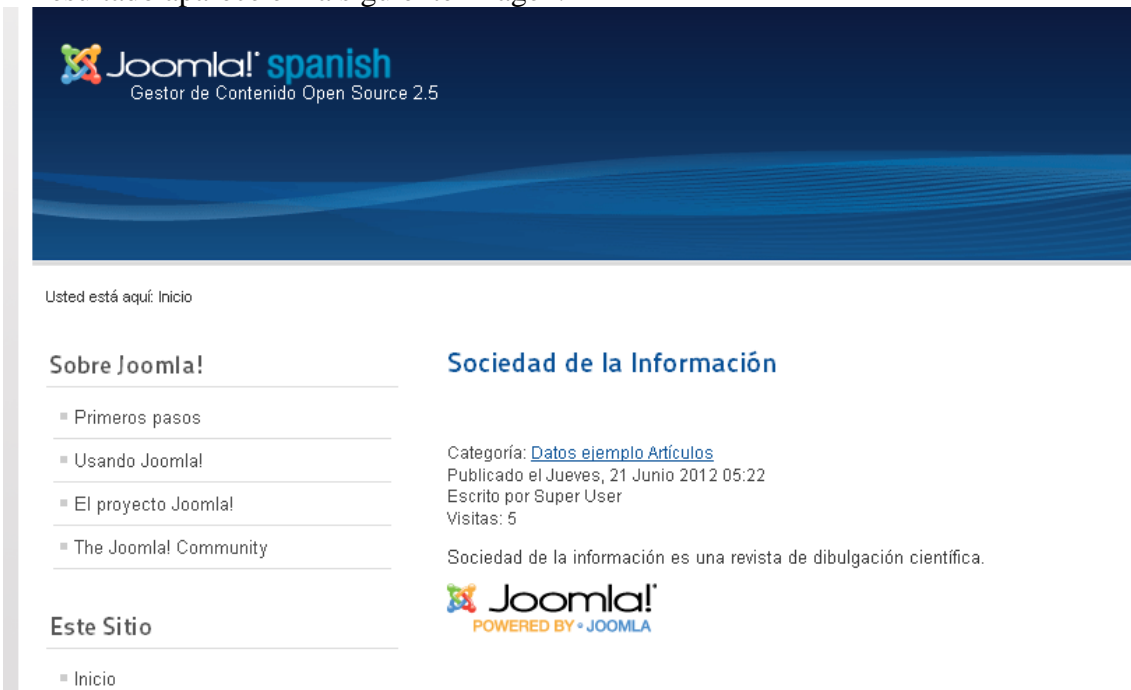 Joomla! spanish
Gestor de Contenido Open Source 2.5
Usted está aquí: Inicio
Sobre Joomla!
Primeros pasos
Usando Joomla!
El proyecto Joomla!
The Joomla! Community
Este Sitio
Inicio
Sociedad de la Información
Categoría: Datos ejemplo Artículos
Publicado el Jueves, 21 Junio 2012 05:22
Escrito por Super User
Visitas: 5
Sociedad de la información es una revista de dibulgación científica.
Joomla!
POWERED BY • JOOMLA